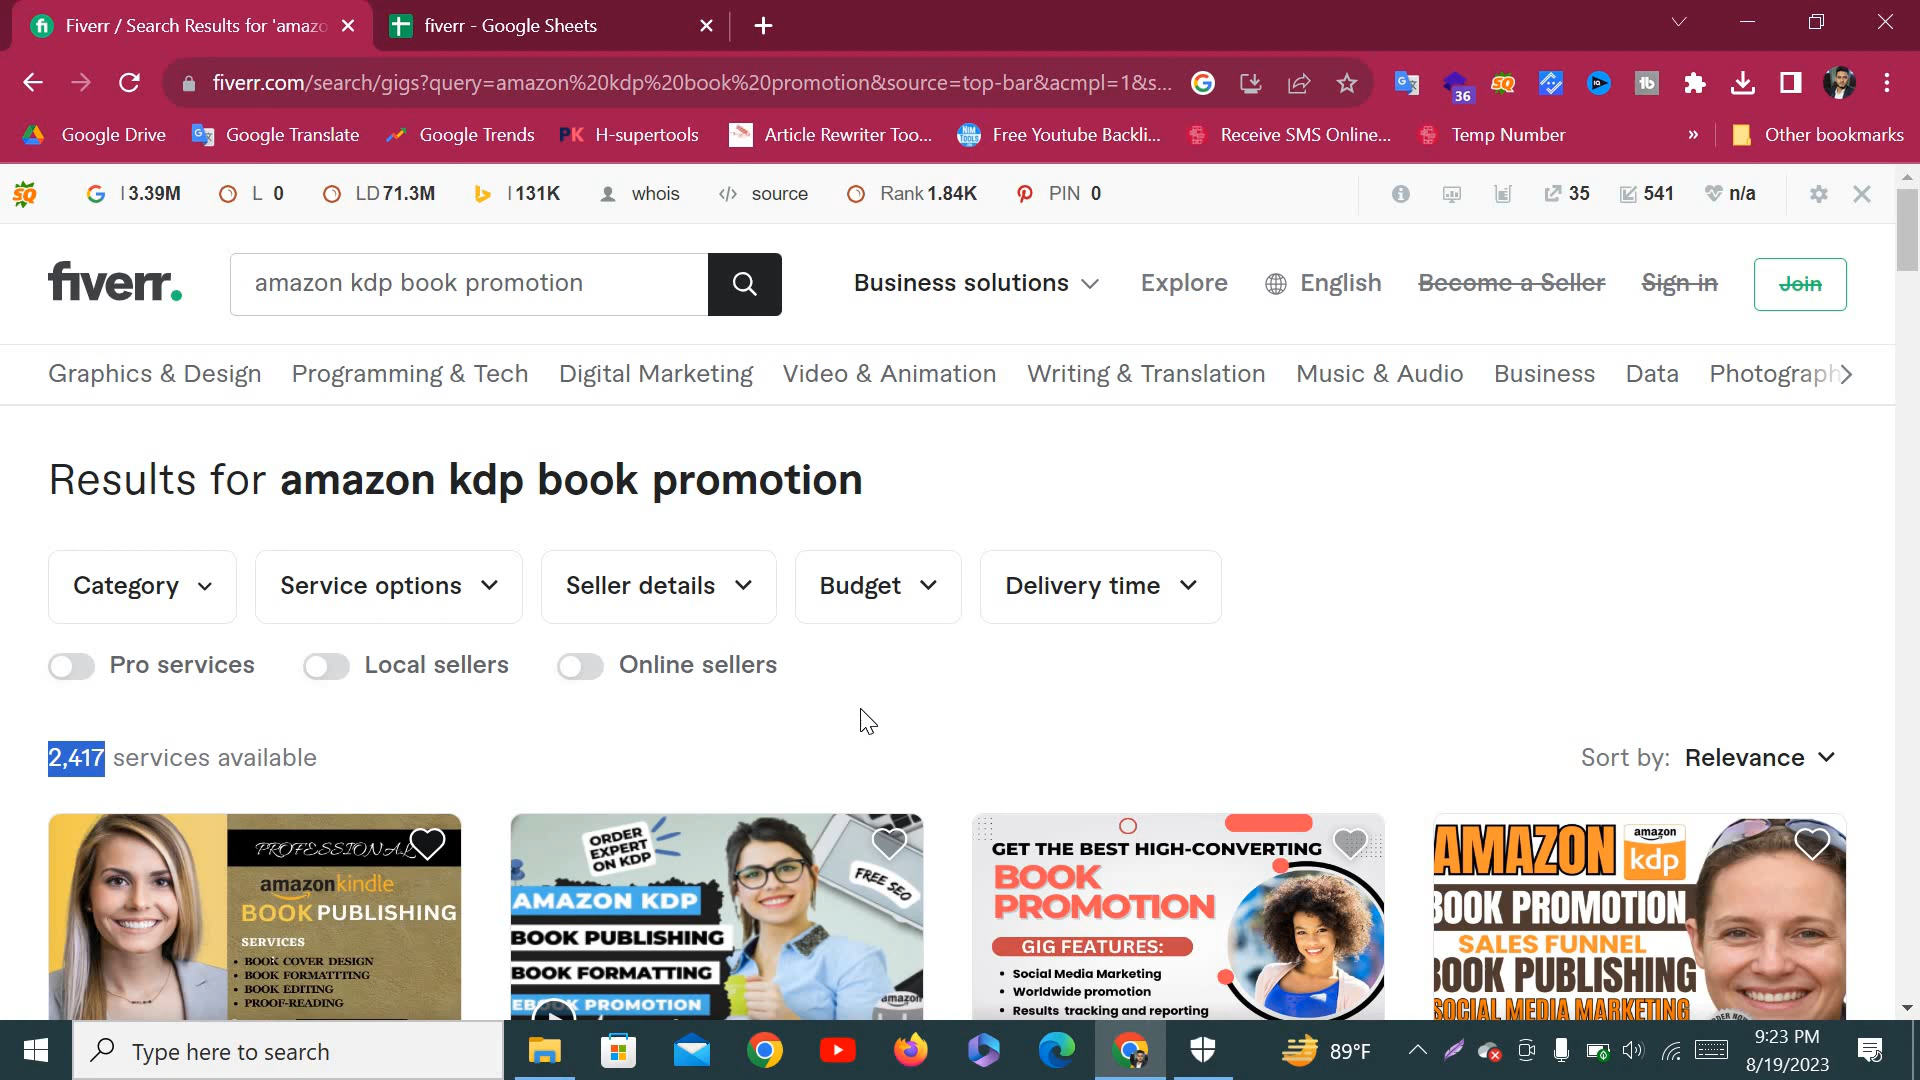 Fiverr / Search Results for 'amazo
fiverr - Google Sheets
fiverr.com/search/gigs?query=amazon%20kdp%20book%20promotion&source=top-bar&acmpl=1&s...
36
Google Drive
Google Translate
Google Trends
PK H-supertools
Article Rewriter Too...
Free Youtube Backli...
Receive SMS Online...
Temp Number
»
Other bookmarks
SQ
I 3.39M
L 0
LD 71.3M
I 131K
whois
source
Rank 1.84K
PIN 0
35
541
n/a
fiverr.
amazon kdp book promotion
Business solutions
Explore
English
Become a Seller
Sign in
Join
Graphics & Design
Programming & Tech
Digital Marketing
Video & Animation
Writing & Translation
Music & Audio
Business
Data
Photograph
Results for amazon kdp book promotion
Category
Service options
Seller details
Budget
Delivery time
Pro services
Local sellers
Online sellers
2,417 services available
Sort by: Relevance
PROFESSIONAL
amazonkindle
BOOK PUBLISHING
SERVICES
• BOOK COVER DESIGN
• BOOK FORMATTTING
• BOOK EDITING
• PROOF-READING
ORDER
EXPERT
ON KDP
FREE SEO
AMAZON KDP
BOOK PUBLISHING
BOOK FORMATTING
EBOOK PROMOTION
amazon
GET THE BEST HIGH-CONVERTING
BOOK
PROMOTION
GIG FEATURES:
• Social Media Marketing
• Worldwide promotion
• Results tracking and reporting
AMAZON
amazon
kdp
BOOK PROMOTION
SALES FUNNEL
BOOK PUBLISHING
SOCIAL MEDIA MARKETING
Type here to search
89°F
9:23 PM
8/19/2023